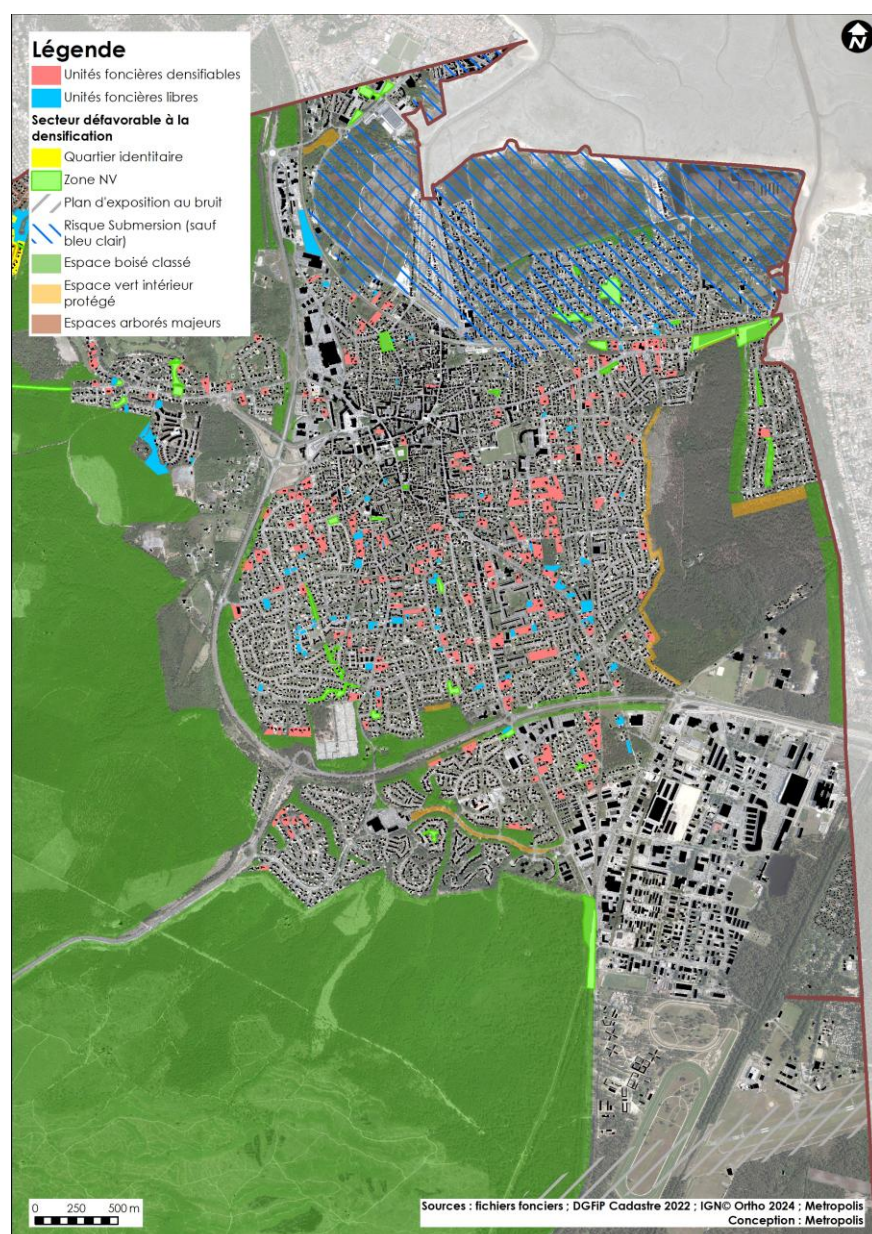 N
Légende
Unités foncières densifiables
Unités foncières libres
Secteur défavorable à la
densification
Quartier identitaire
Zone NV
Plan d'exposition au bruit
Risque Submersion (sauf
bleu clair)
Espace boisé classé
Espace vert intérieur
protégé
Espaces arborés majeurs
0 250 500 m
Sources : fichiers fonciers ; DGFiP Cadastre 2022 ; IGN© Ortho 2024 ; Metropolis
Conception : Metropolis